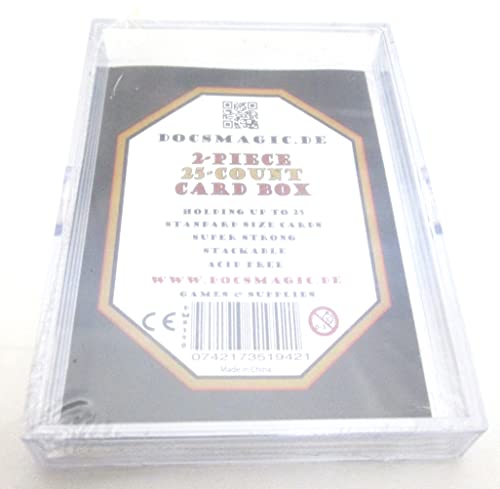 DOCSMAGIC.DE
2-PIECE
25-COUNT
CARD BOX
HOLDING UP TO 25
STANDARD SIZE CARDS
SUPER STRONG
STACKABLE
ACID FREE
WWW.DOCSMAGIC.DE
GAMES & SUPPLIES
CE
0742173519421
Made in China